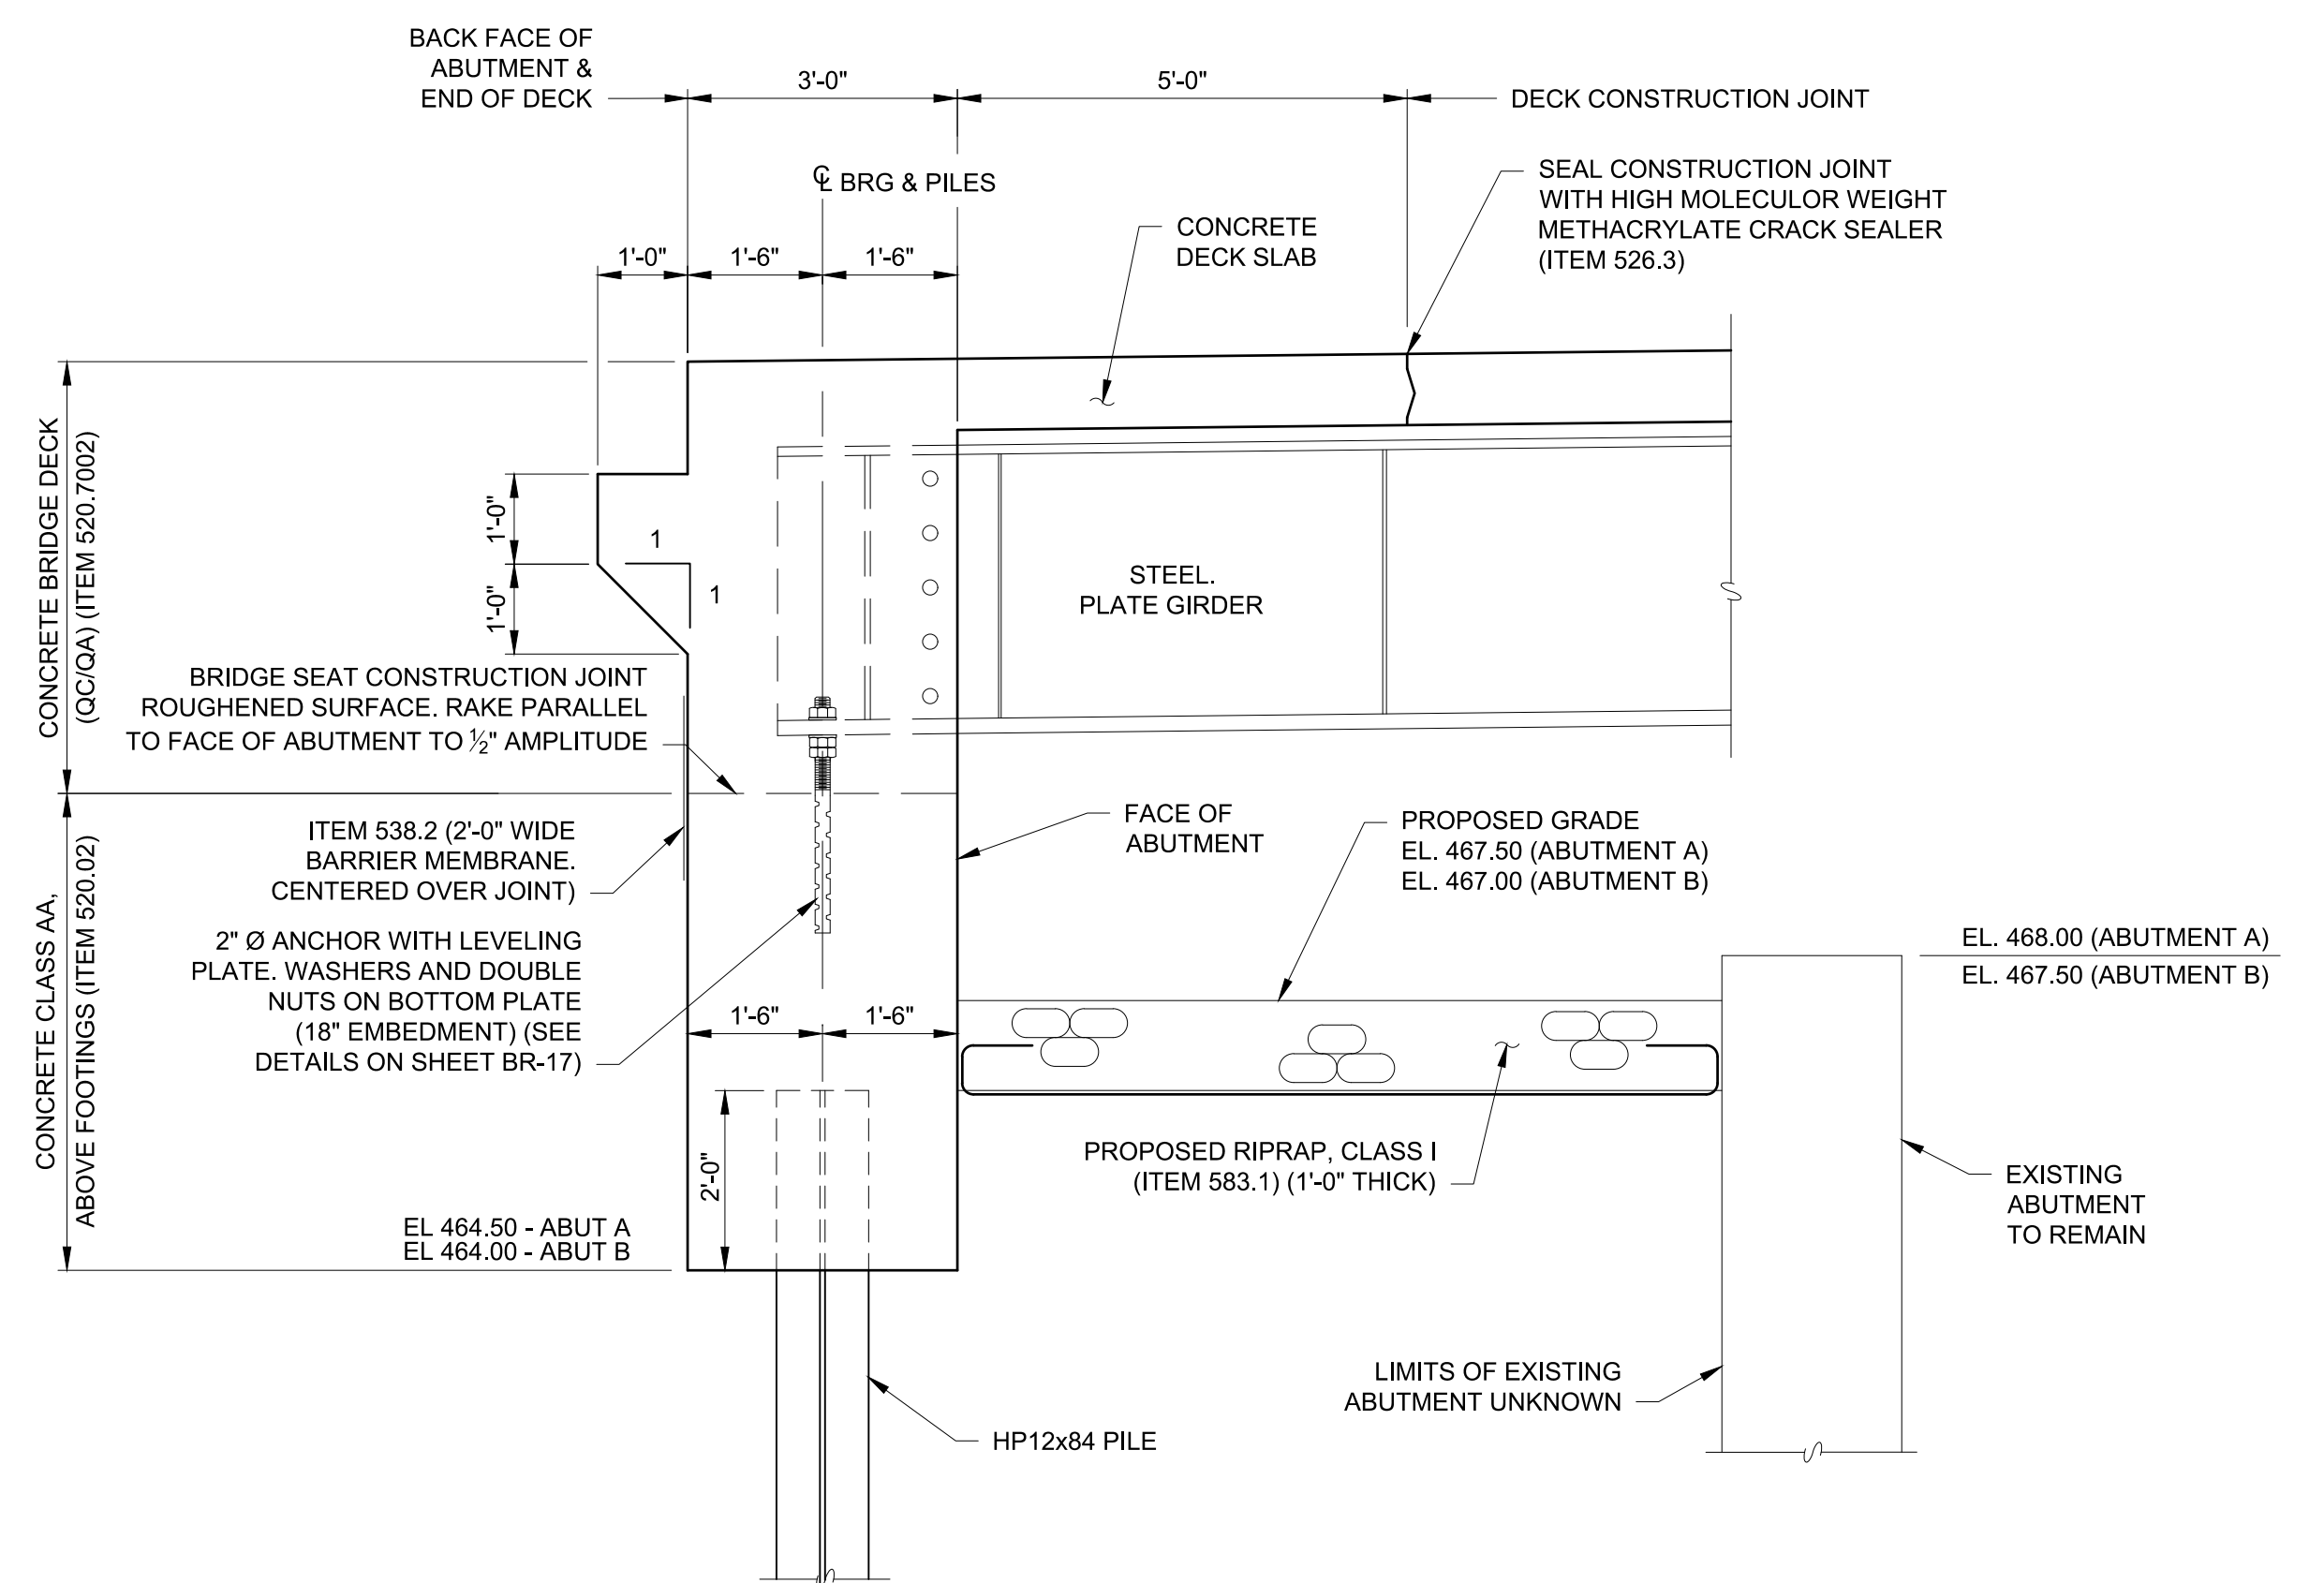 BACK FACE OF
ABUTMENT &
END OF DECK
3'-0"
5'-0"
DECK CONSTRUCTION JOINT
℄ BRG & PILES
SEAL CONSTRUCTION JOINT
WITH HIGH MOLECULOR WEIGHT
METHACRYLATE CRACK SEALER
(ITEM 526.3)
CONCRETE
DECK SLAB
1'-0"
1'-6"
1'-6"
CONCRETE BRIDGE DECK
(QC/QA) (ITEM 520.7002)
1'-0"
1'-0"
1
1
STEEL.
PLATE GIRDER
BRIDGE SEAT CONSTRUCTION JOINT
ROUGHENED SURFACE. RAKE PARALLEL
TO FACE OF ABUTMENT TO ½" AMPLITUDE
ITEM 538.2 (2'-0" WIDE
BARRIER MEMBRANE.
CENTERED OVER JOINT)
FACE OF
ABUTMENT
PROPOSED GRADE
EL. 467.50 (ABUTMENT A)
EL. 467.00 (ABUTMENT B)
CONCRETE CLASS AA,
ABOVE FOOTINGS (ITEM 520.02)
2" Ø ANCHOR WITH LEVELING
PLATE. WASHERS AND DOUBLE
NUTS ON BOTTOM PLATE
(18" EMBEDMENT) (SEE
DETAILS ON SHEET BR-17)
EL. 468.00 (ABUTMENT A)
EL. 467.50 (ABUTMENT B)
1'-6"
1'-6"
2'-0"
PROPOSED RIPRAP, CLASS I
(ITEM 583.1) (1'-0" THICK)
EXISTING
ABUTMENT
TO REMAIN
EL 464.50 - ABUT A
EL 464.00 - ABUT B
LIMITS OF EXISTING
ABUTMENT UNKNOWN
HP12x84 PILE